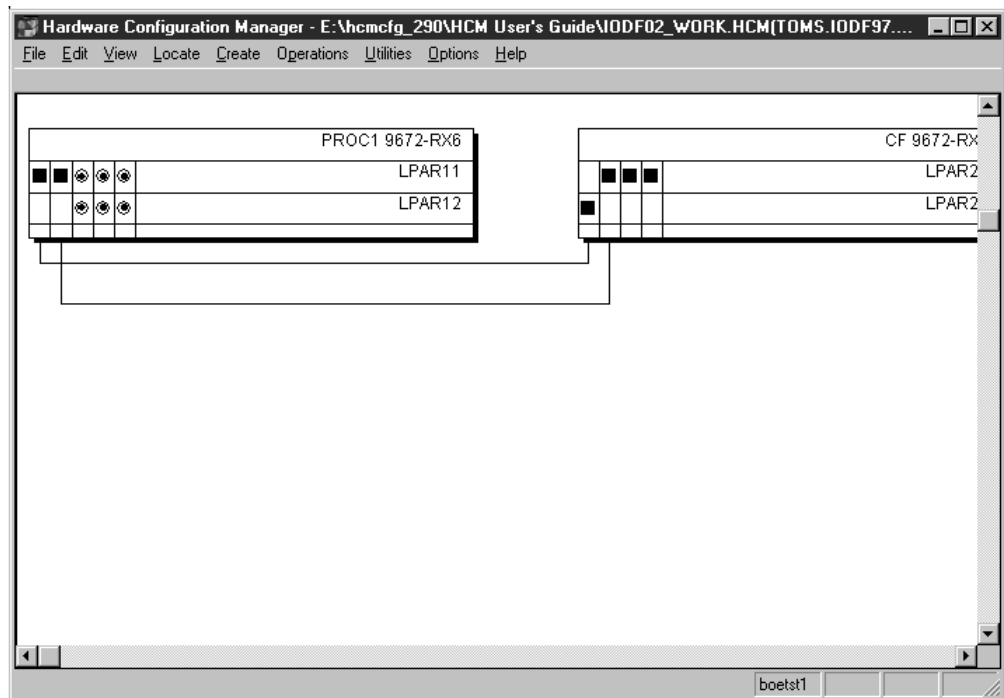 Hardware Configuration Manager - E:\hcmcfg_290\HCM User's Guide\IODF02_WORK.HCM(TOMS.IODF97....
File Edit View Locate Create Operations Utilities Options Help
PROC1 9672-RX6
LPAR11
LPAR12
CF 9672-RX
LPAR2
LPAR2
boetst1